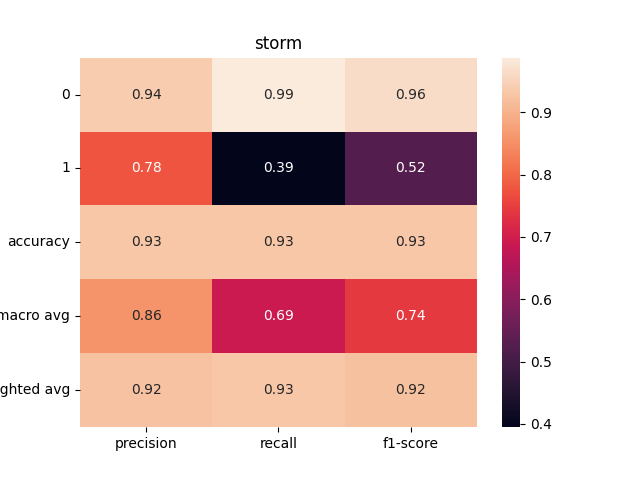 storm
0 0.94 0.99 0.96
1 0.78 0.39 0.52
accuracy 0.93 0.93 0.93
macro avg 0.86 0.69 0.74
ghted avg 0.92 0.93 0.92
precision recall f1-score
0.9
0.8
0.7
0.6
0.5
0.4